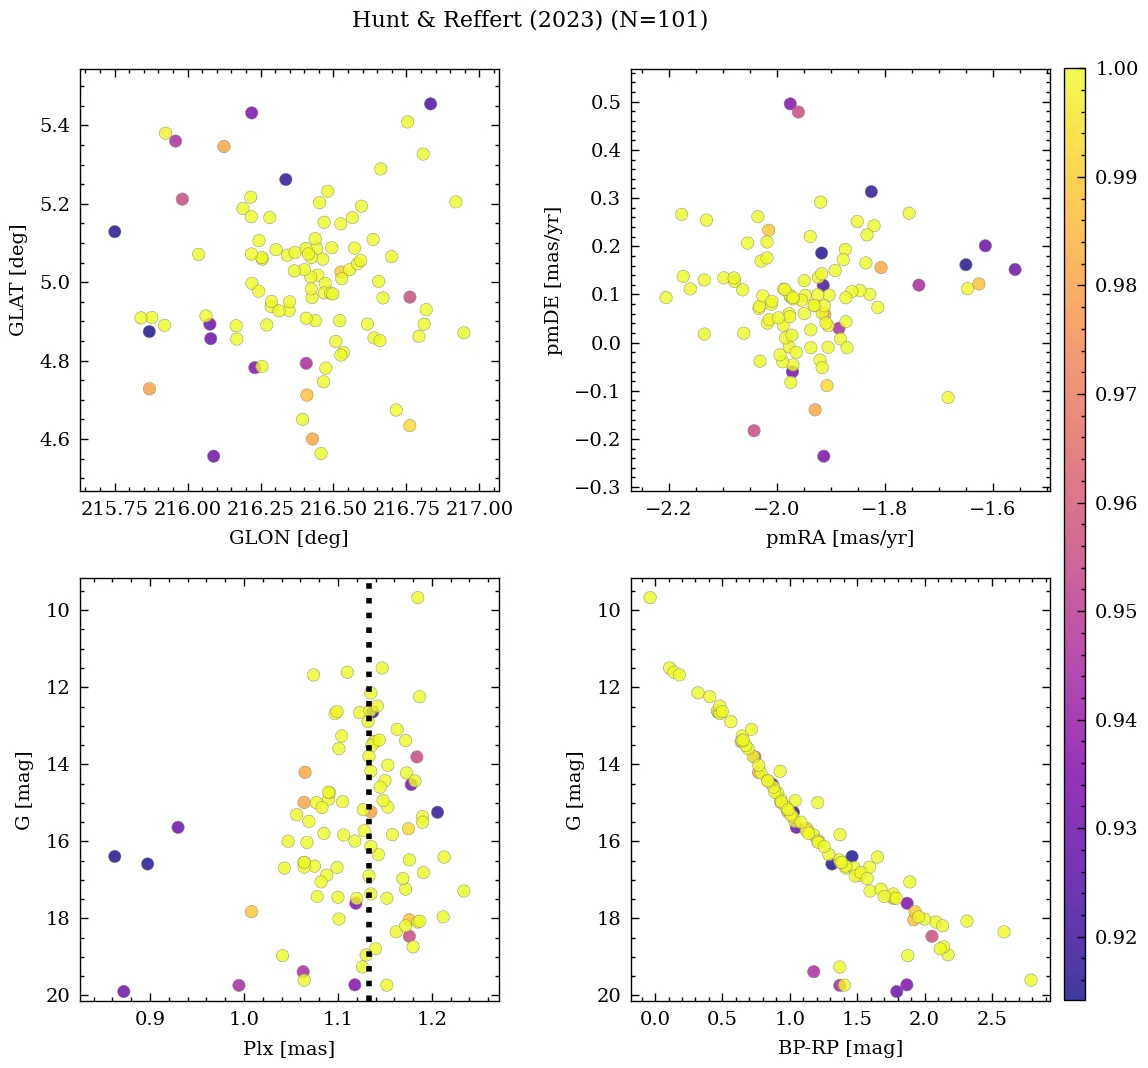 Hunt & Reffert (2023) (N=101)
5.4
5.2
5.0
4.8
4.6
GLAT [deg]
215.75 216.00 216.25 216.50 216.75 217.00
GLON [deg]
0.5
0.4
0.3
0.2
0.1
0.0
−0.1
−0.2
−0.3
pmDE [mas/yr]
−2.2 −2.0 −1.8 −1.6
pmRA [mas/yr]
10
12
14
16
18
20
G [mag]
0.9 1.0 1.1 1.2
Plx [mas]
10
12
14
16
18
20
G [mag]
0.0 0.5 1.0 1.5 2.0 2.5
BP-RP [mag]
1.00
0.99
0.98
0.97
0.96
0.95
0.94
0.93
0.92